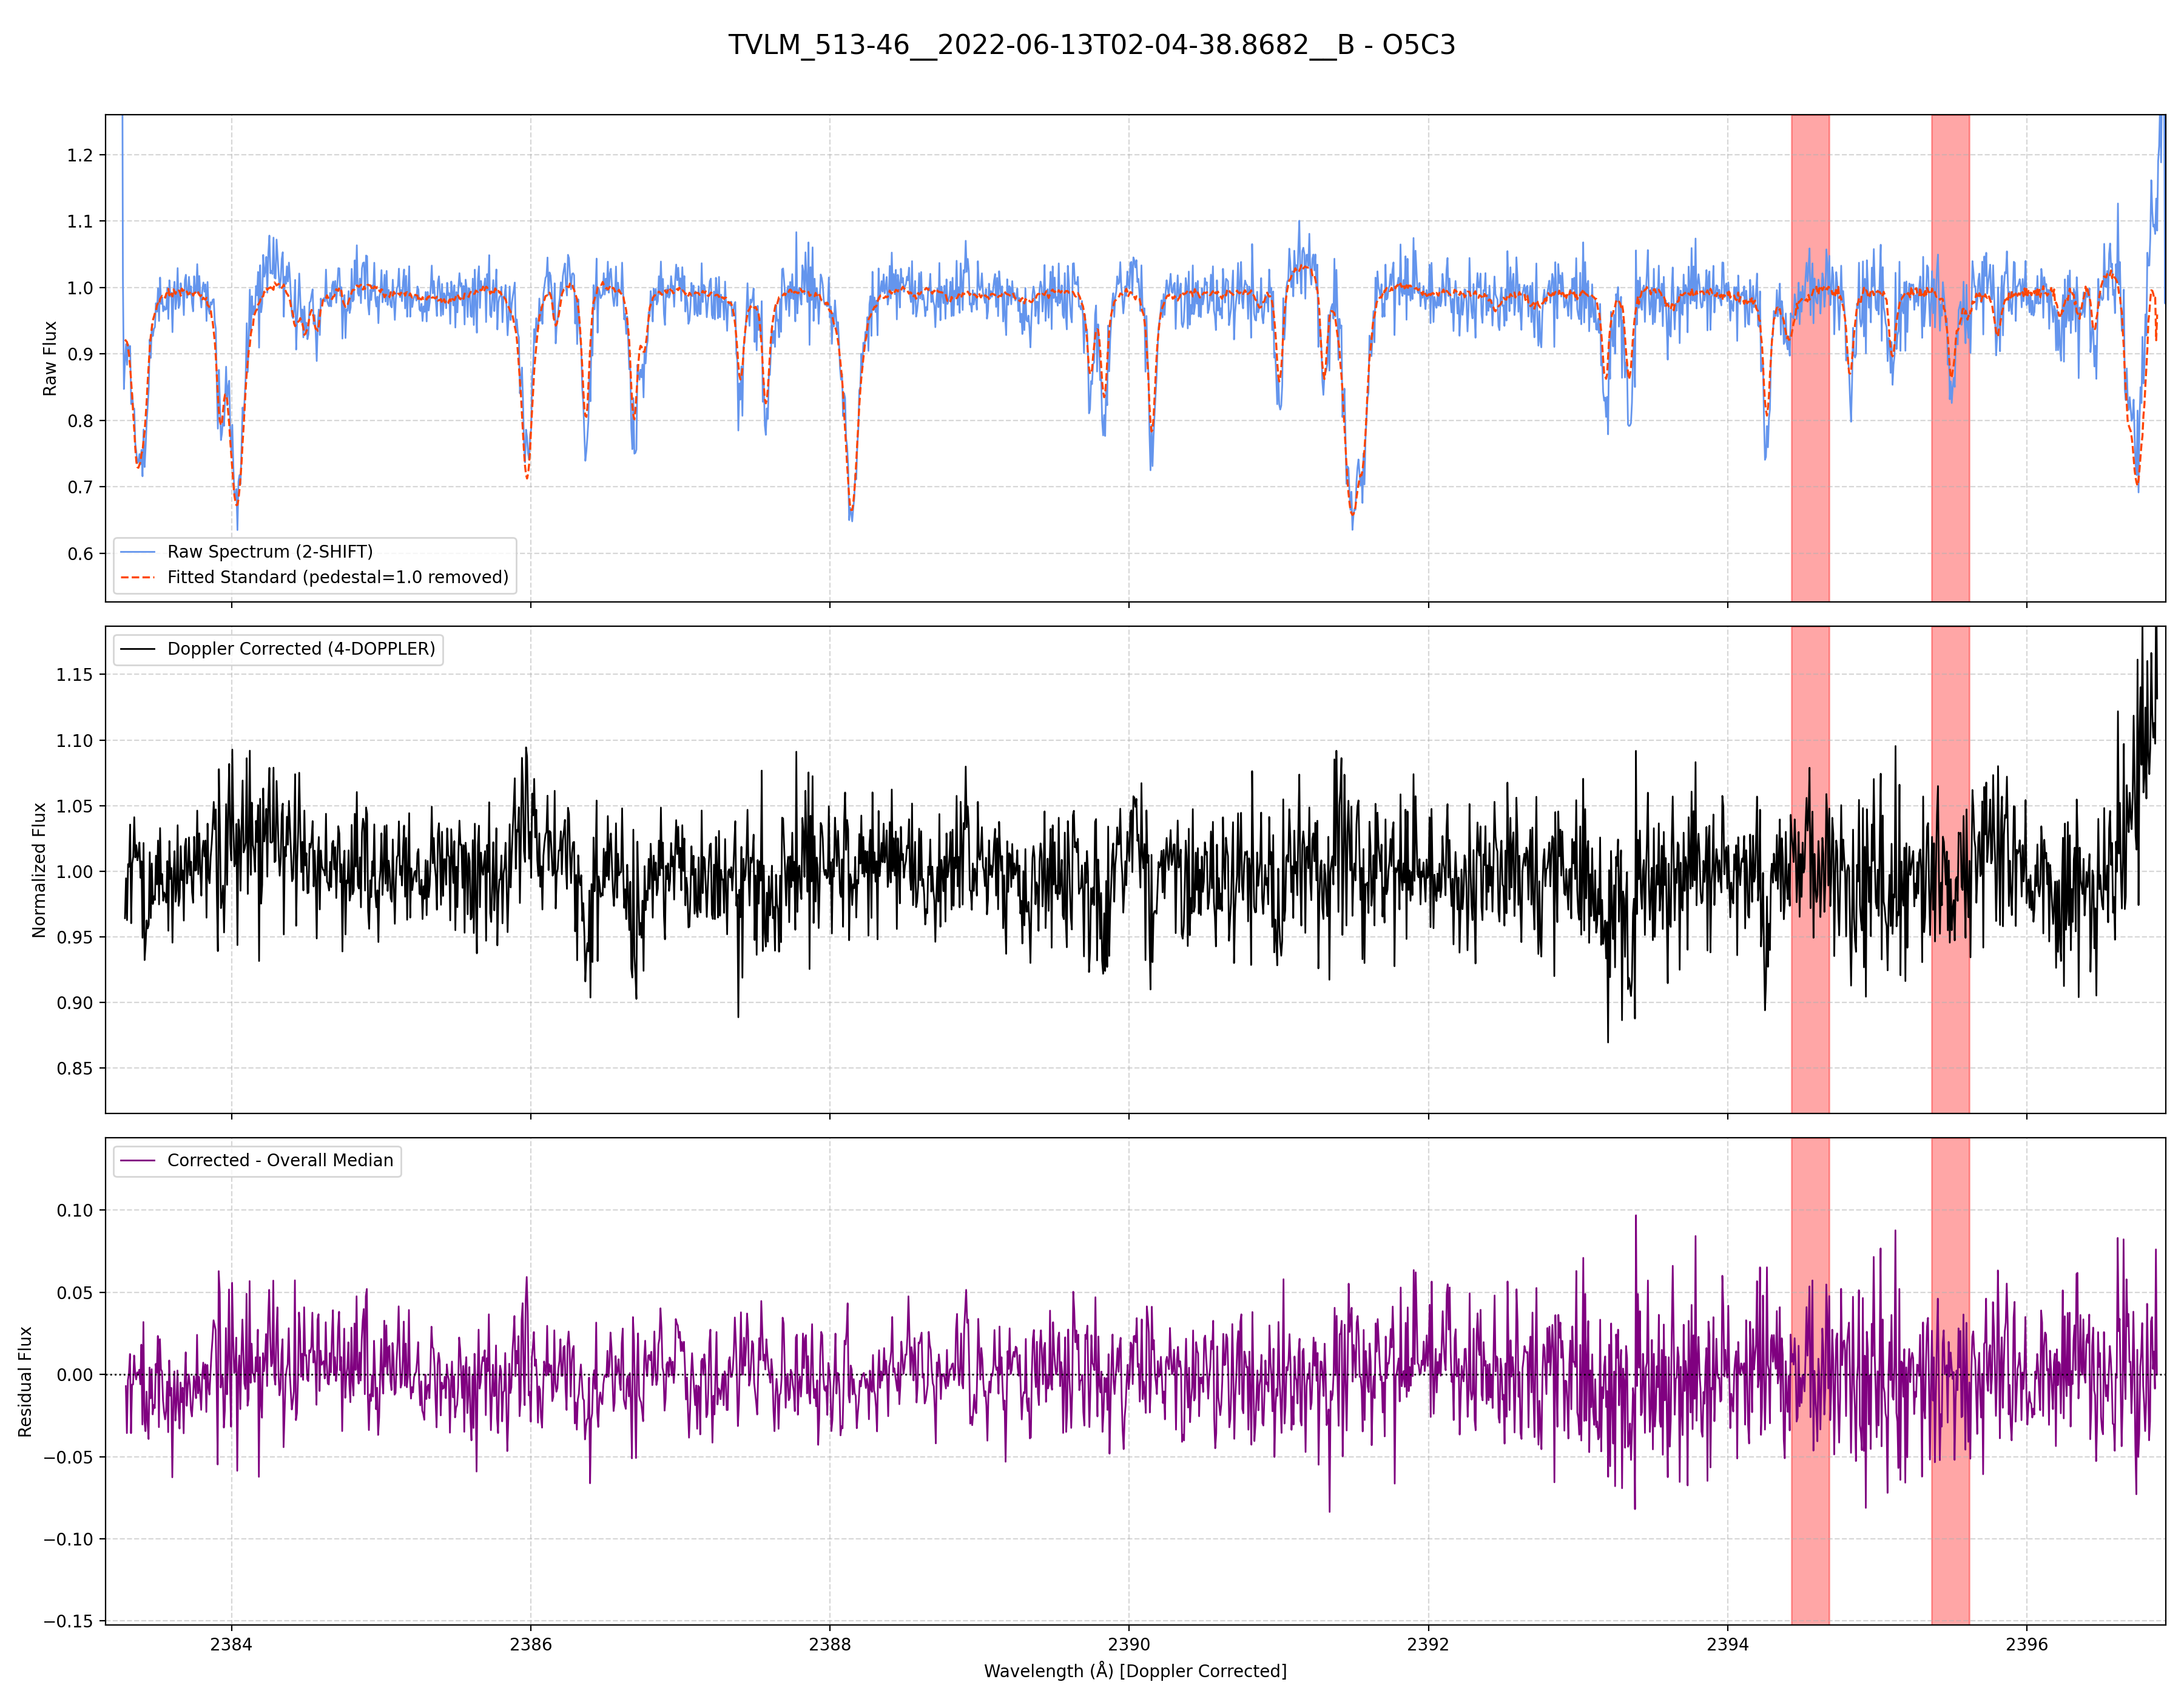 TVLM_513-46__2022-06-13T02-04-38.8682__B - O5C3
Raw Flux
1.2
1.1
1.0
0.9
0.8
0.7
0.6
Raw Spectrum (2-SHIFT)
Fitted Standard (pedestal=1.0 removed)
Normalized Flux
1.15
1.10
1.05
1.00
0.95
0.90
0.85
Doppler Corrected (4-DOPPLER)
Residual Flux
0.10
0.05
0.00
−0.05
−0.10
−0.15
Corrected - Overall Median
2384 2386 2388 2390 2392 2394 2396
Wavelength (Å) [Doppler Corrected]